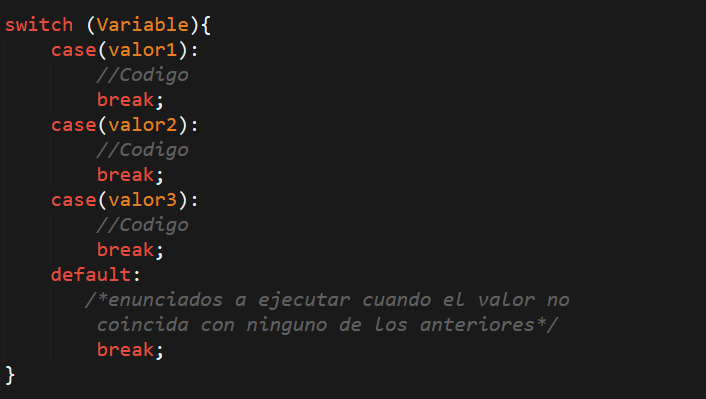 switch (Variable){
case(valor1):
//Codigo
break;
case(valor2):
//Codigo
break;
case(valor3):
//Codigo
break;
default:
/*enunciados a ejecutar cuando el valor no
coincida con ninguno de los anteriores*/
break;
}